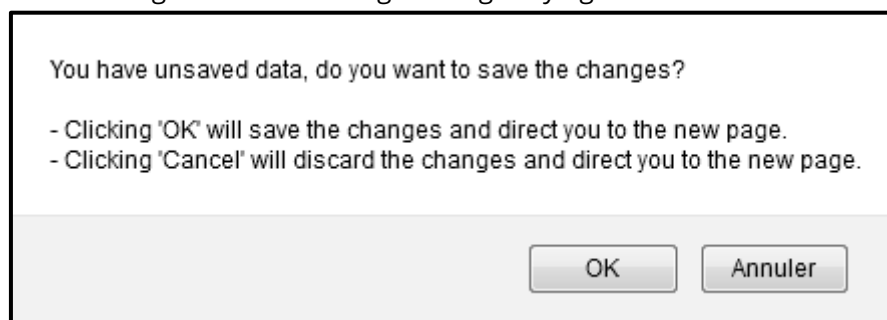 You have unsaved data, do you want to save the changes?
- Clicking 'OK' will save the changes and direct you to the new page.
- Clicking 'Cancel' will discard the changes and direct you to the new page.
OK Annuler